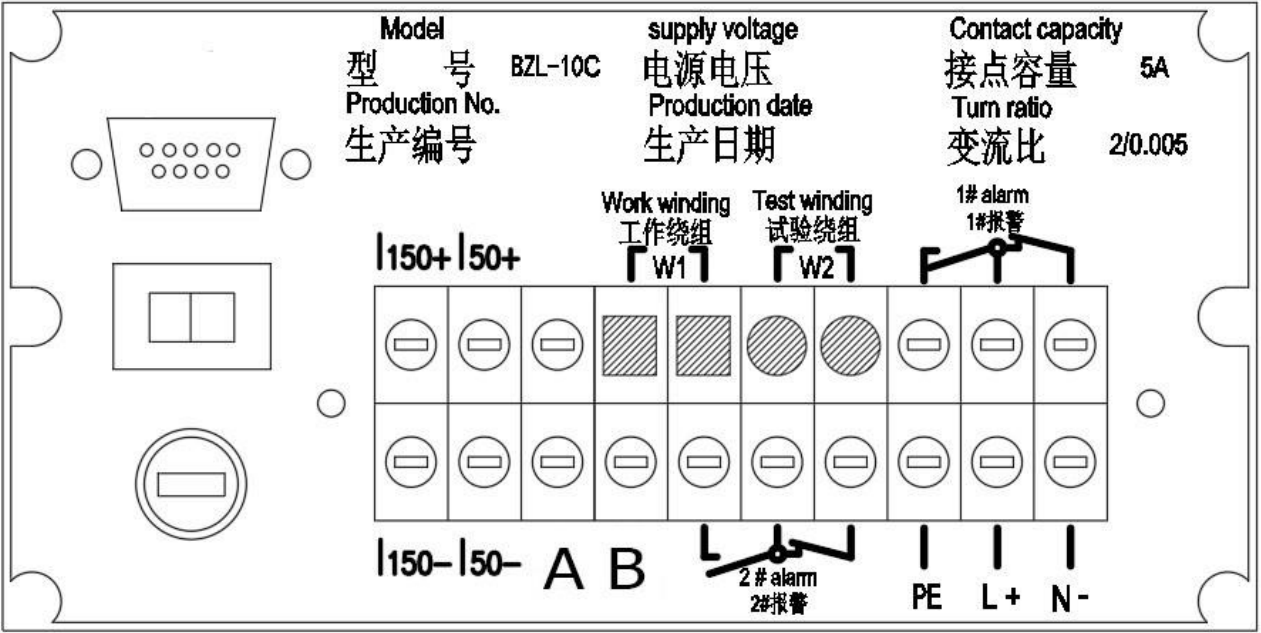 Model supply voltage Contact capacity
型 号 BZL-10C 电源电压 接点容量 5A
Production No. Production date Turn ratio
生产编号 生产日期 变流比 2/0.005
Work winding Test winding 1# alarm
工作绕组 试验绕组 1#报警
I150+ I50+ W1 W2
I150- I50- A B 2 # alarm
2#报警
PE L + N -